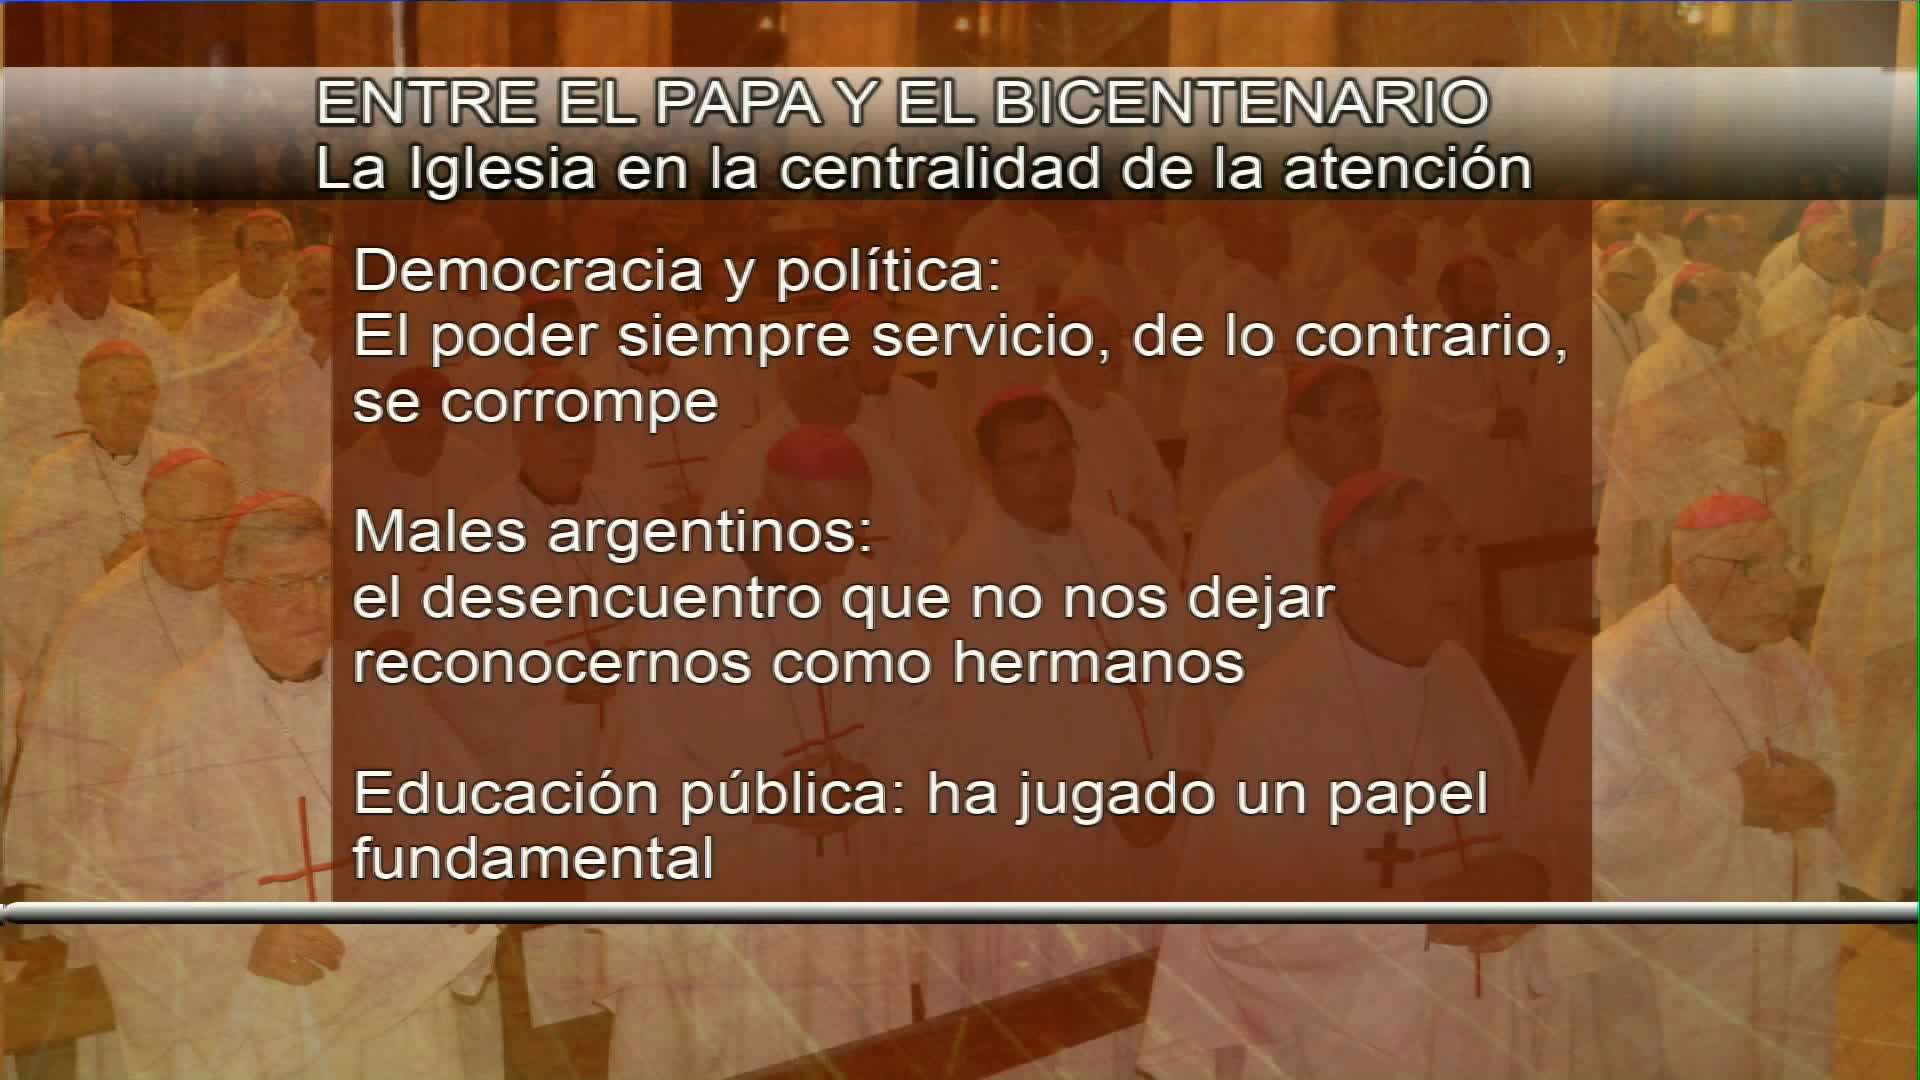 ENTRE EL PAPA Y EL BICENTENARIO
La Iglesia en la centralidad de la atención
Democracia y política:
El poder siempre servicio, de lo contrario,
se corrompe
Males argentinos:
el desencuentro que no nos dejar
reconocernos como hermanos
Educación pública: ha jugado un papel
fundamental